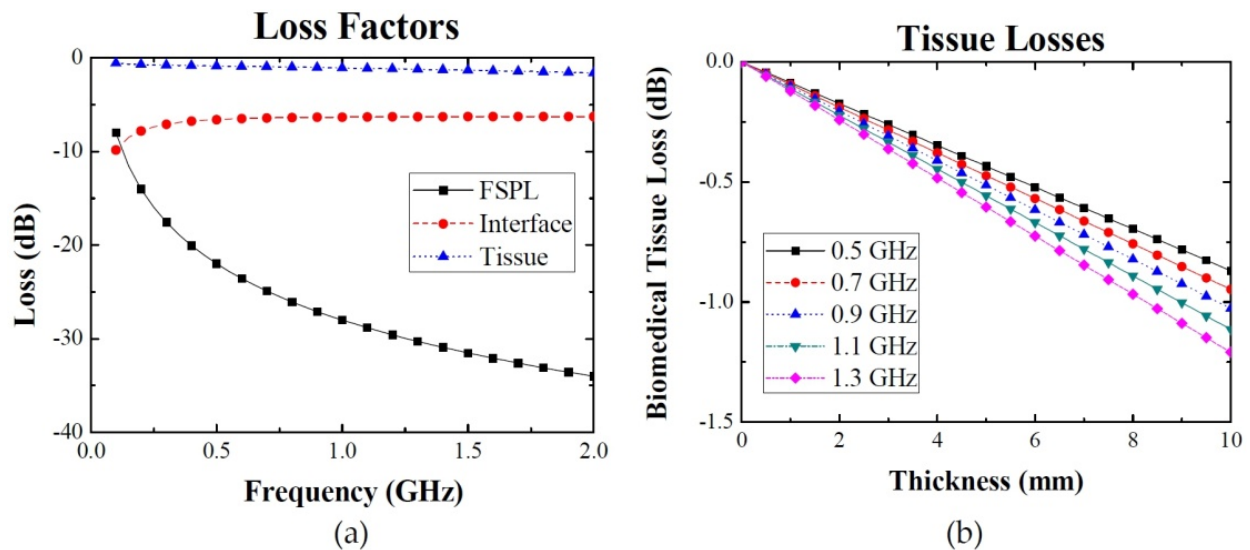 Loss Factors
0
-10
-20
-30
-40
Loss (dB)
FSPL
Interface
Tissue
0.0
0.5
1.0
1.5
2.0
Frequency (GHz)
(a)
Tissue Losses
0.0
-0.5
-1.0
-1.5
Biomedical Tissue Loss (dB)
0.5 GHz
0.7 GHz
0.9 GHz
1.1 GHz
1.3 GHz
0
2
4
6
8
10
Thickness (mm)
(b)